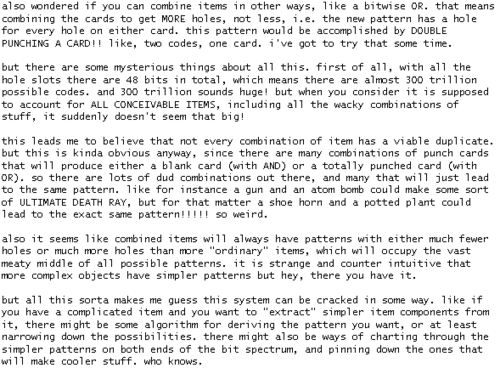 also wondered if you can combine items in other ways, like a bitwise OR. that means
combining the cards to get MORE holes, not less, i.e. the new pattern has a hole
for every hole on either card. this pattern would be accomplished by DOUBLE
PUNCHING A CARD!! like, two codes, one card. i've got to try that some time.

but there are some mysterious things about all this. first of all, with all the
hole slots there are 48 bits in total, which means there are almost 300 trillion
possible codes. and 300 trillion sounds huge! but when you consider it is supposed
to account for ALL CONCEIVABLE ITEMS, including all the wacky combinations of
stuff, it suddenly doesn't seem that big!

this leads me to believe that not every combination of item has a viable duplicate.
but this is kinda obvious anyway, since there are many combinations of punch cards
that will produce either a blank card (with AND) or a totally punched card (with
OR). so there are lots of dud combinations out there, and many that will just lead
to the same pattern. like for instance a gun and an atom bomb could make some sort
of ULTIMATE DEATH RAY, but for that matter a shoe horn and a potted plant could
lead to the exact same pattern!!!!! so weird.

also it seems like combined items will always have patterns with either much fewer
holes or much more holes than more "ordinary" items, which will occupy the vast
meaty middle of all possible patterns. it is strange and counter intuitive that
more complex objects have simpler patterns but hey, there you have it.

but all this sorta makes me guess this system can be cracked in some way. like if
you have a complicated item and you want to "extract" simpler item components from
it, there might be some algorithm for deriving the pattern you want, or at least
narrowing down the possibilities. there might also be ways of charting through the
simpler patterns on both ends of the bit spectrum, and pinning down the ones that
will make cooler stuff. who knows.